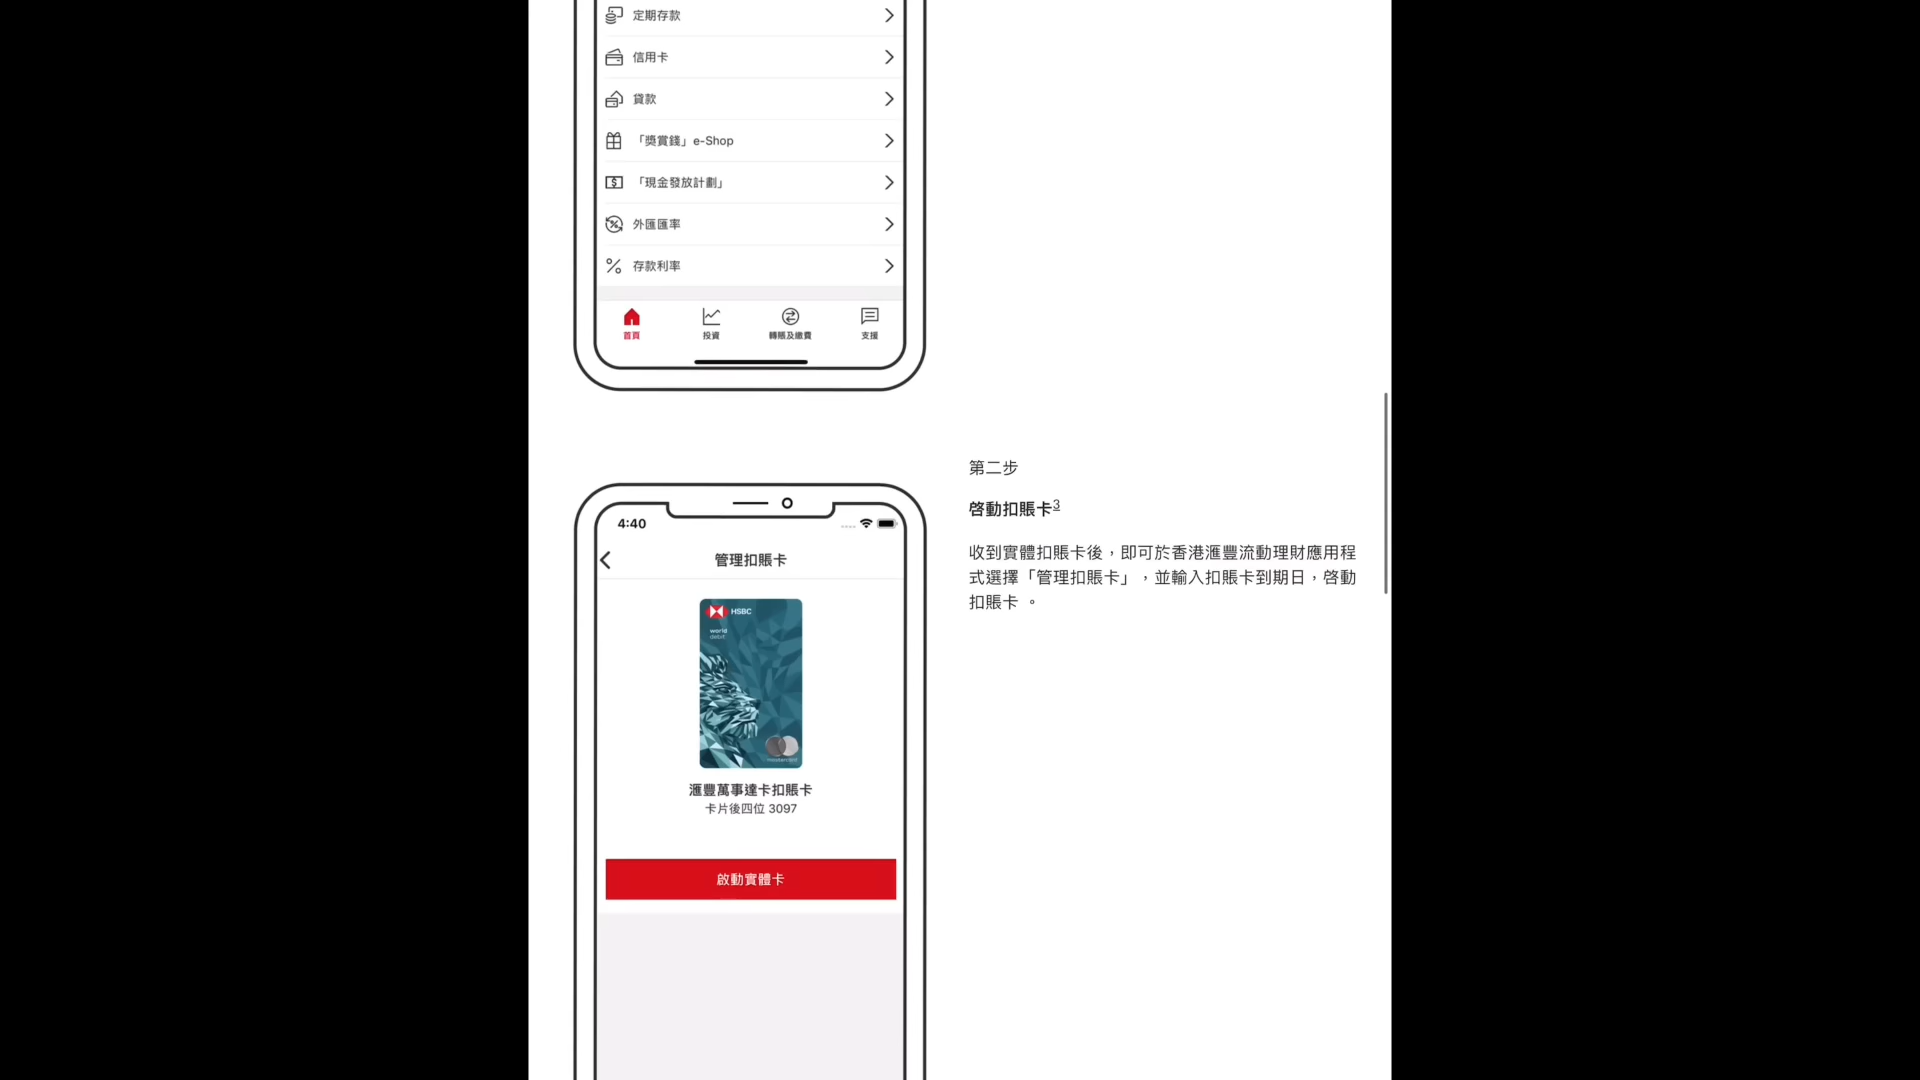 定期存款
信用卡
貸款
「獎賞錢」e-Shop
「現金發放計劃」
外匯匯率
存款利率
首頁
投資
轉賬及繳費
支援
第二步
啓動扣賬卡3
收到實體扣賬卡後，即可於香港滙豐流動理財應用程
式選擇「管理扣賬卡」，並輸入扣賬卡到期日，啓動
扣賬卡 。
4:40
管理扣賬卡
HSBC
world
debit
mastercard
滙豐萬事達卡扣賬卡
卡片後四位 3097
啟動實體卡